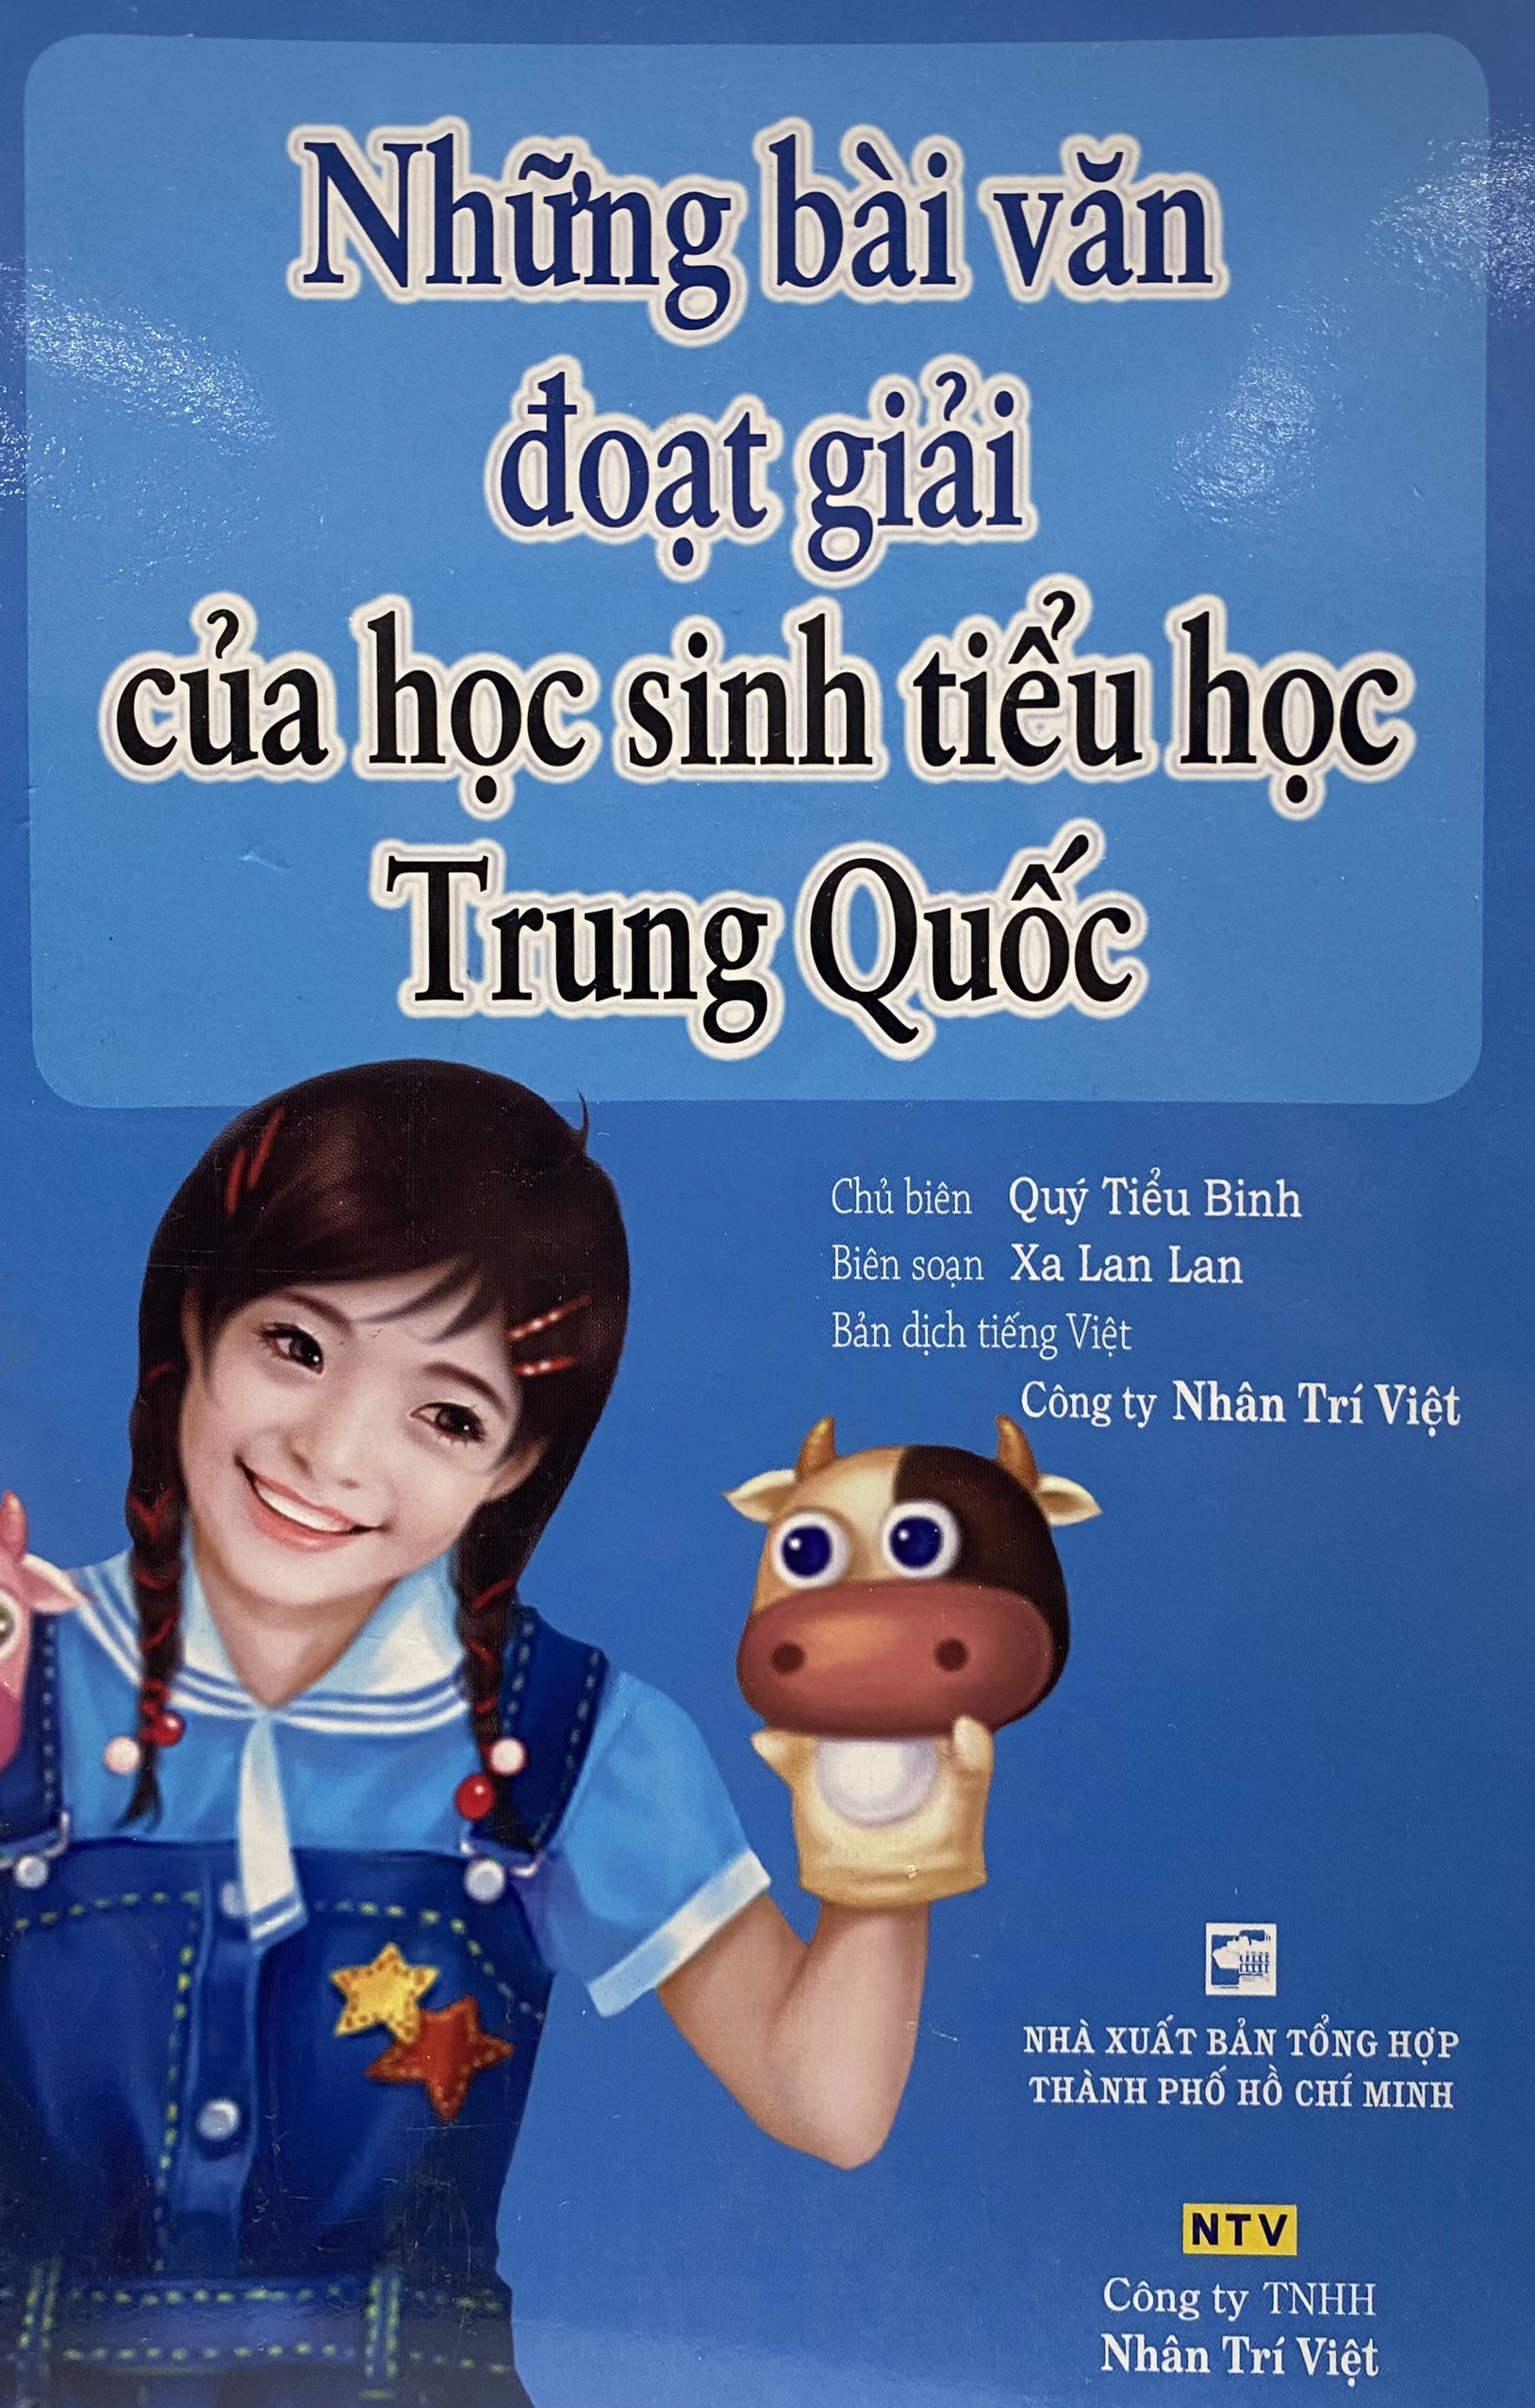 Những bài văn
đoạt giải
của học sinh tiểu học
Trung Quốc
Chủ biên Quý Tiểu Binh
Biên soạn Xa Lan Lan
Bản dịch tiếng Việt
Công ty Nhân Trí Việt
NHÀ XUẤT BẢN TỔNG HỢP
THÀNH PHỐ HỒ CHÍ MINH
NTV
Công ty TNHH
Nhân Trí Việt